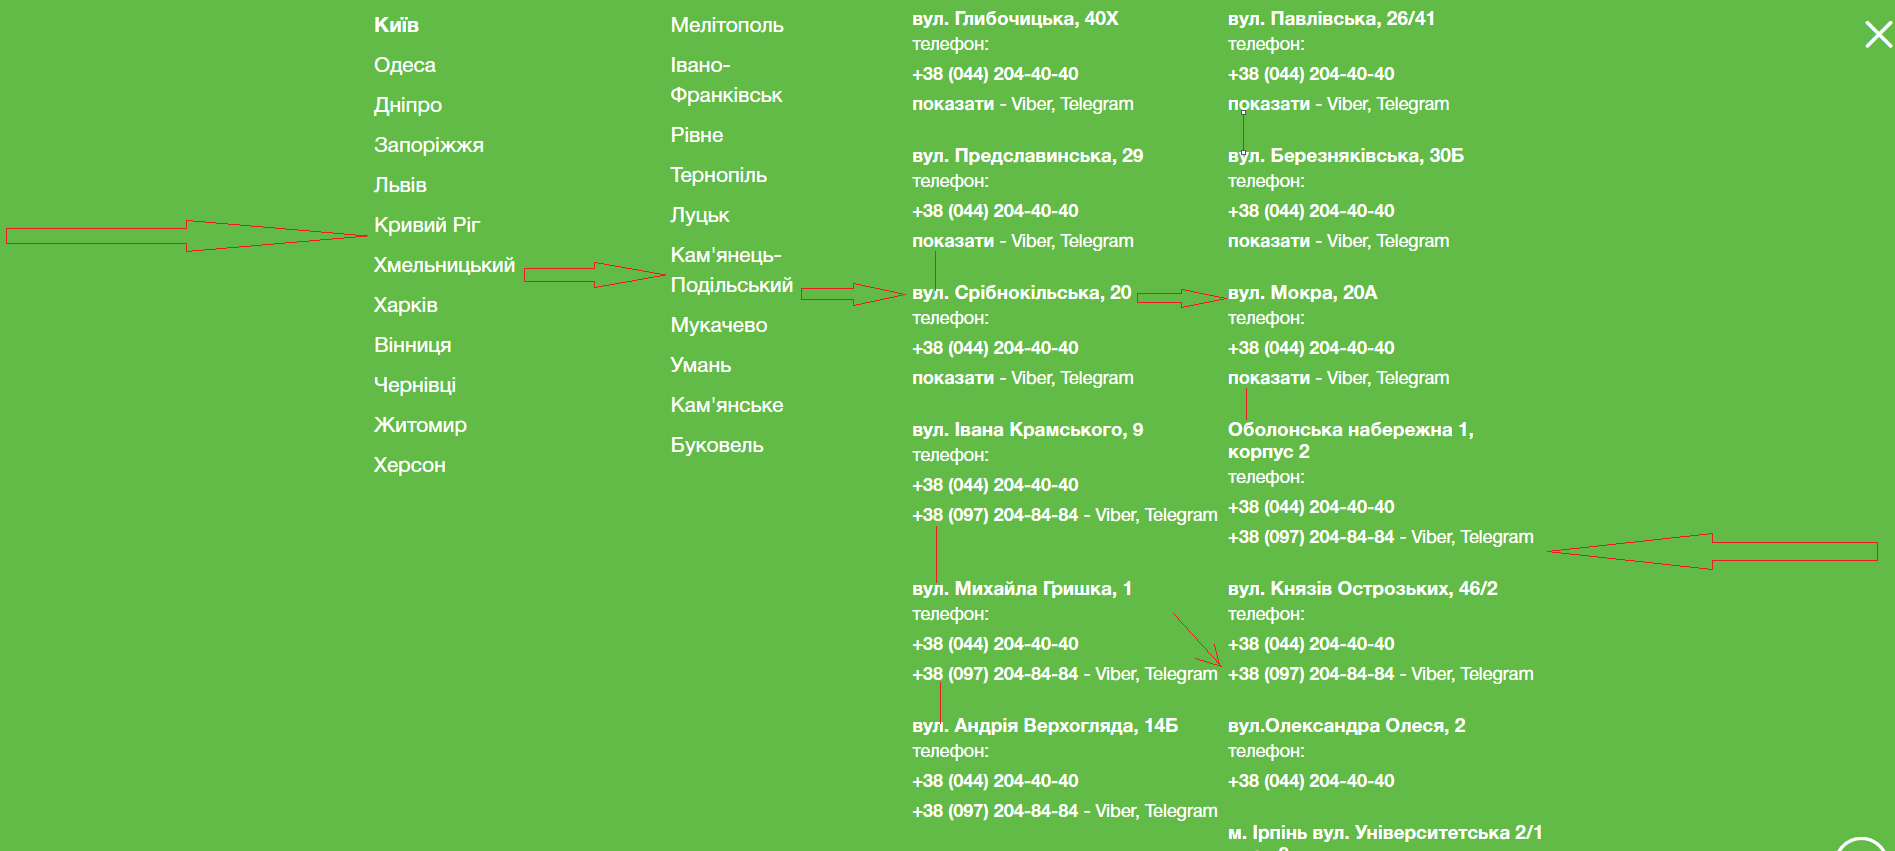 Київ
Одеса
Дніпро
Запоріжжя
Львів
Кривий Ріг
Хмельницький
Харків
Вінниця
Чернівці
Житомир
Херсон
Мелітополь
Івано-
Франківськ
Рівне
Тернопіль
Луцьк
Кам'янець-
Подільський
Мукачево
Умань
Кам'янське
Буковель
вул. Глибочицька, 40Х
телефон:
+38 (044) 204-40-40
показати - Viber, Telegram
вул. Предславинська, 29
телефон:
+38 (044) 204-40-40
показати - Viber, Telegram
вул. Срібнокільська, 20
телефон:
+38 (044) 204-40-40
показати - Viber, Telegram
вул. Івана Крамського, 9
телефон:
+38 (044) 204-40-40
+38 (097) 204-84-84 - Viber, Telegram
вул. Михайла Гришка, 1
телефон:
+38 (044) 204-40-40
+38 (097) 204-84-84 - Viber, Telegram
вул. Андрія Верхогляда, 14Б
телефон:
+38 (044) 204-40-40
+38 (097) 204-84-84 - Viber, Telegram
вул. Павлівська, 26/41
телефон:
+38 (044) 204-40-40
показати - Viber, Telegram
вул. Березняківська, 30Б
телефон:
+38 (044) 204-40-40
показати - Viber, Telegram
вул. Мокра, 20А
телефон:
+38 (044) 204-40-40
показати - Viber, Telegram
Оболонська набережна 1,
корпус 2
телефон:
+38 (044) 204-40-40
+38 (097) 204-84-84 - Viber, Telegram
вул. Князів Острозьких, 46/2
телефон:
+38 (044) 204-40-40
+38 (097) 204-84-84 - Viber, Telegram
вул.Олександра Олеся, 2
телефон:
+38 (044) 204-40-40
м. Ірпінь вул. Університетська 2/1